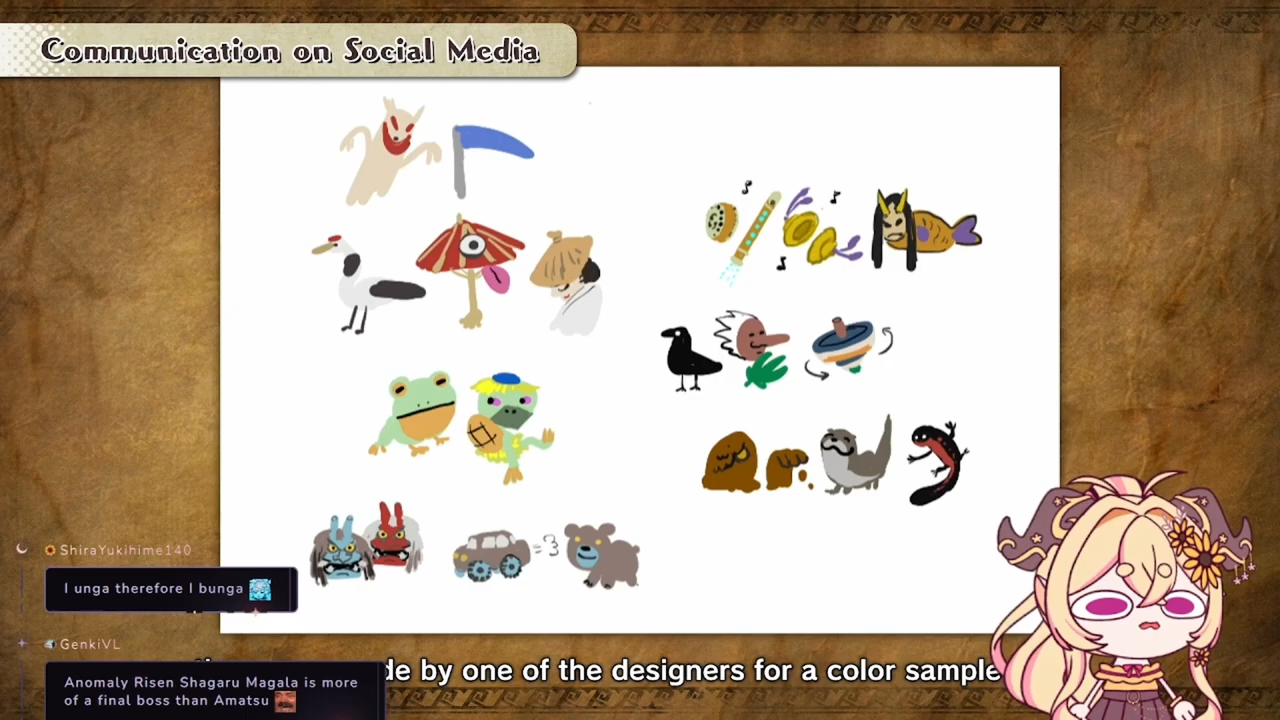 Communication on Social Media
ShiraYukihime140
I unga therefore I bunga
GenkiVL
Anomaly Risen Shagaru Magala is more
of a final boss than Amatsu
by one of the designers for a color sample